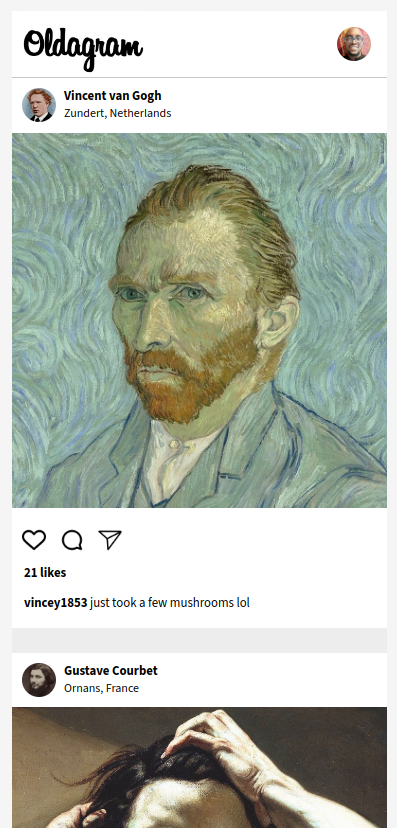 Oldagram
Vincent van Gogh
Zundert, Netherlands
21 likes
vincey1853 just took a few mushrooms lol
Gustave Courbet
Ornans, France